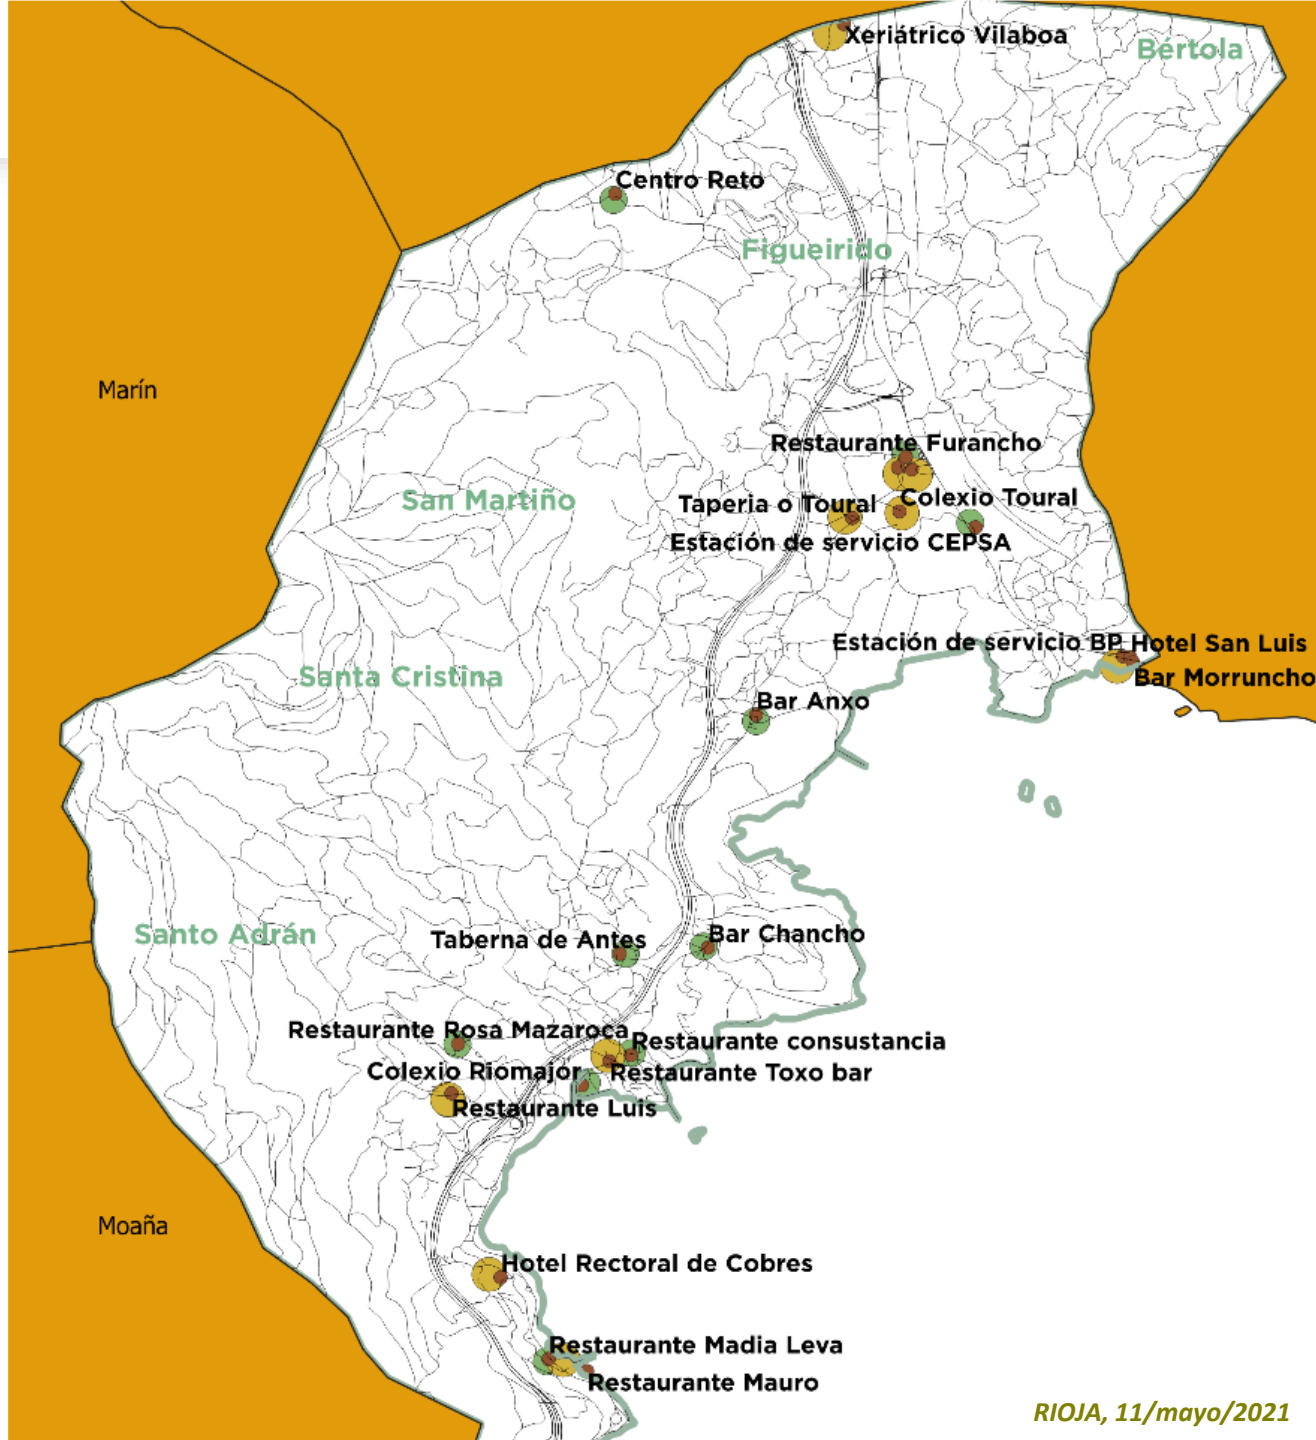 Xeriátrico Vilaboa
Bértola
Centro Reto
Figueirido
Marín
Restaurante Furancho
San Martiño
Taperia o Toural
Colexio Toural
Estación de servicio CEPSA
Estación de servicio BP
Hotel San Luis
Santa Cristina
Bar Morruncho
Bar Anxo
Santo Adrán
Taberna de Antes
Bar Chancho
Restaurante Rosa Mazaroca
Restaurante consustancia
Colexio Riomajor
Restaurante Toxo bar
Restaurante Luis
Moaña
Hotel Rectoral de Cobres
Restaurante Madia Leva
Restaurante Mauro
RIOJA, 11/mayo/2021